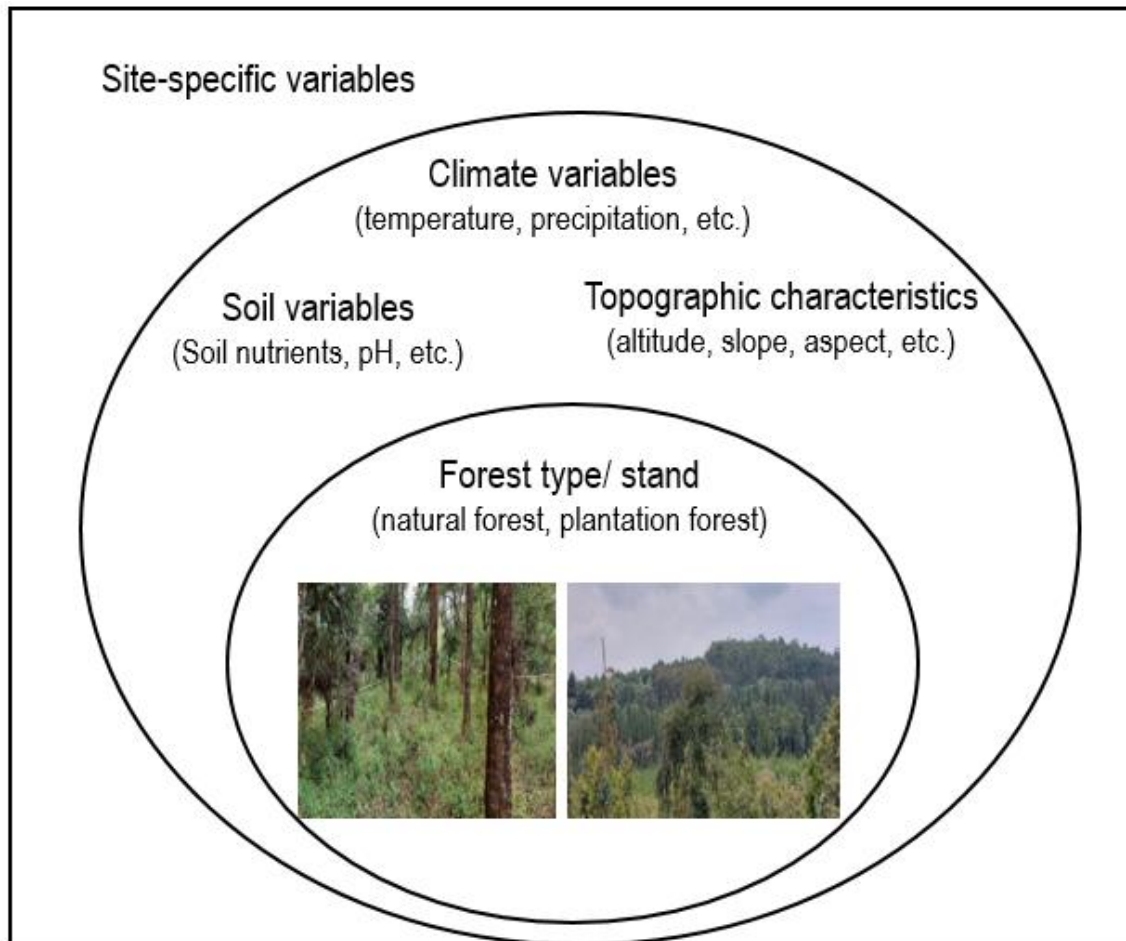 Site-specific variables
Climate variables
(temperature, precipitation, etc.)
Soil variables
(Soil nutrients, pH, etc.)
Topographic characteristics
(altitude, slope, aspect, etc.)
Forest type/ stand
(natural forest, plantation forest)